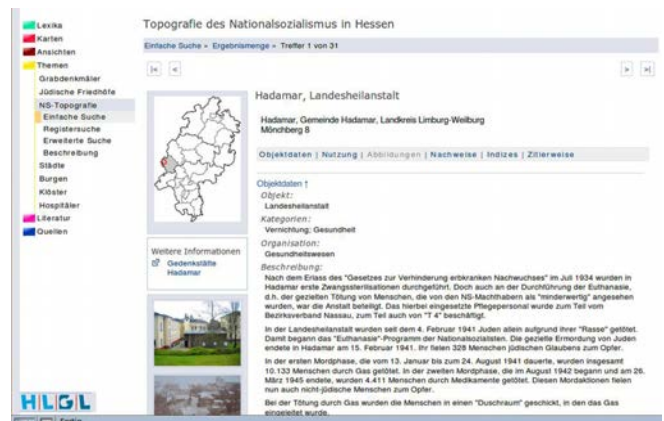 Topografie des Nationalsozialismus in Hessen
Einfache Suche » Ergebnismenge » Treffer 1 von 31
Lexika
Karten
Ansichten
Themen
Grabdenkmäler
Jüdische Friedhöfe
NS-Topografie
Einfache Suche
Registersuche
Erweiterte Suche
Beschreibung
Städte
Burgen
Klöster
Hospitäler
Literatur
Quellen
HLGL
Weitere Informationen
Gedenkstätte
Hadamar
Hadamar, Landesheilanstalt
Hadamar, Gemeinde Hadamar, Landkreis Limburg-Weilburg
Mönchberg 8
Objektdaten | Nutzung | Abbildungen | Nachweise | Indizes | Zitierweise
Objektdaten ↑
Objekt:
Landesheilanstalt
Kategorien:
Vernichtung; Gesundheit
Organisation:
Gesundheitswesen
Beschreibung:
Nach dem Erlass des "Gesetzes zur Verhinderung erbkranken Nachwuchses" im Juli 1934 wurden in
Hadamar erste Zwangssterilisationen durchgeführt. Doch auch an der Durchführung der Euthanasie,
d.h. der gezielten Tötung von Menschen, die von den NS-Machthabern als "minderwertig" angesehen
wurden, war die Anstalt beteiligt. Das hierbei eingesetzte Pflegepersonal wurde zum Teil vom
Bezirksverband Nassau, zum Teil auch von "T 4" beschäftigt.
In der Landesheilanstalt wurden seit dem 4. Februar 1941 Juden allein aufgrund ihrer "Rasse" getötet.
Damit begann das "Euthanasie"-Programm der Nationalsozialisten. Die gezielte Ermordung von Juden
endete in Hadamar am 15. Februar 1941. Ihr fielen 328 Menschen jüdischen Glaubens zum Opfer.
In der ersten Mordphase, die vom 13. Januar bis zum 24. August 1941 dauerte, wurden insgesamt
10.133 Menschen durch Gas getötet. In der zweiten Mordphase, die im August 1942 begann und am 26.
März 1945 endete, wurden 4.411 Menschen durch Medikamente getötet. Diesen Mordaktionen fielen
nun auch nicht-jüdische Menschen zum Opfer.
Bei der Tötung durch Gas wurden die Menschen in einen "Duschraum" geschickt, in den das Gas
eingeleitet wurde.
Fertig